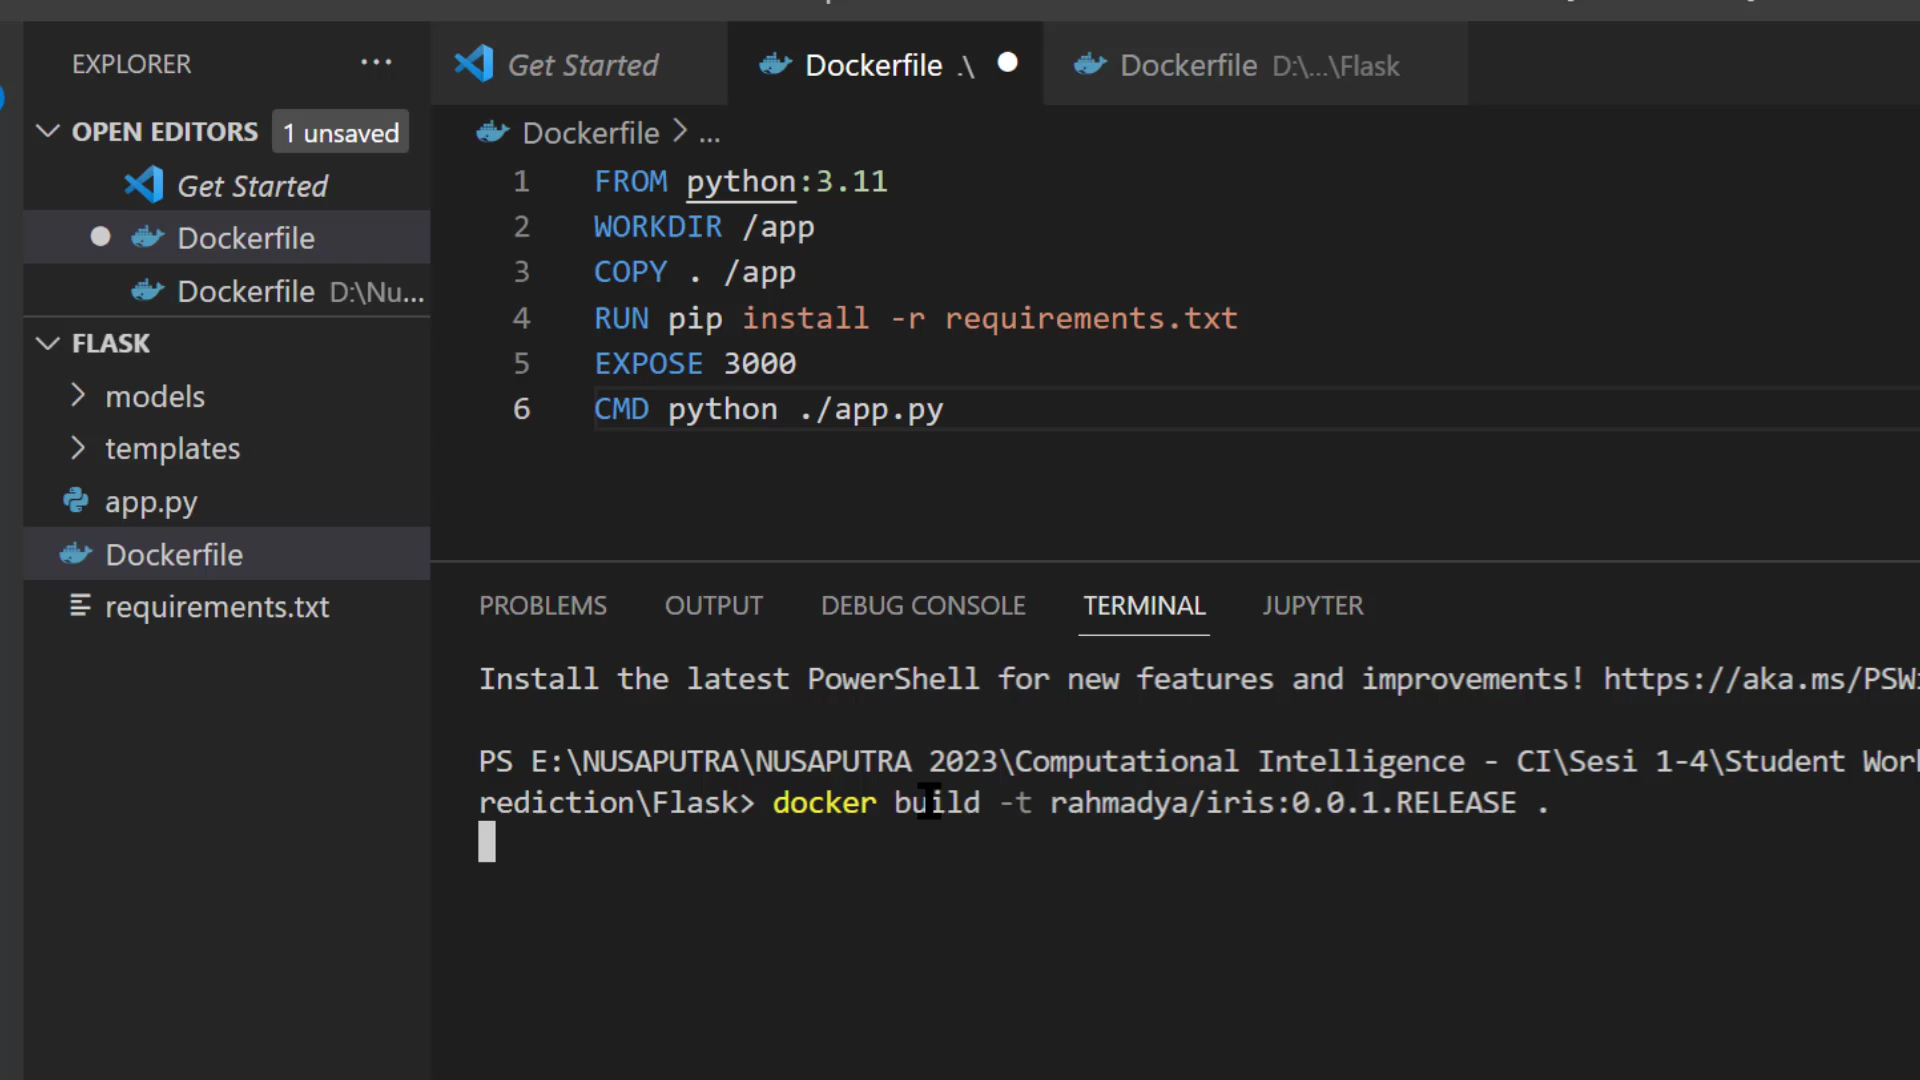 EXPLORER ···
OPEN EDITORS 1 unsaved
Get Started
Dockerfile
Dockerfile D:\Nu...
FLASK
models
templates
app.py
Dockerfile
requirements.txt
Get Started Dockerfile .\ Dockerfile D:\...\Flask
Dockerfile > ...
1 FROM python:3.11
2 WORKDIR /app
3 COPY . /app
4 RUN pip install -r requirements.txt
5 EXPOSE 3000
6 CMD python ./app.py
PROBLEMS OUTPUT DEBUG CONSOLE TERMINAL JUPYTER
Install the latest PowerShell for new features and improvements! https://aka.ms/PSWi
PS E:\NUSAPUTRA\NUSAPUTRA 2023\Computational Intelligence - CI\Sesi 1-4\Student Work
rediction\Flask> docker build -t rahmadya/iris:0.0.1.RELEASE .